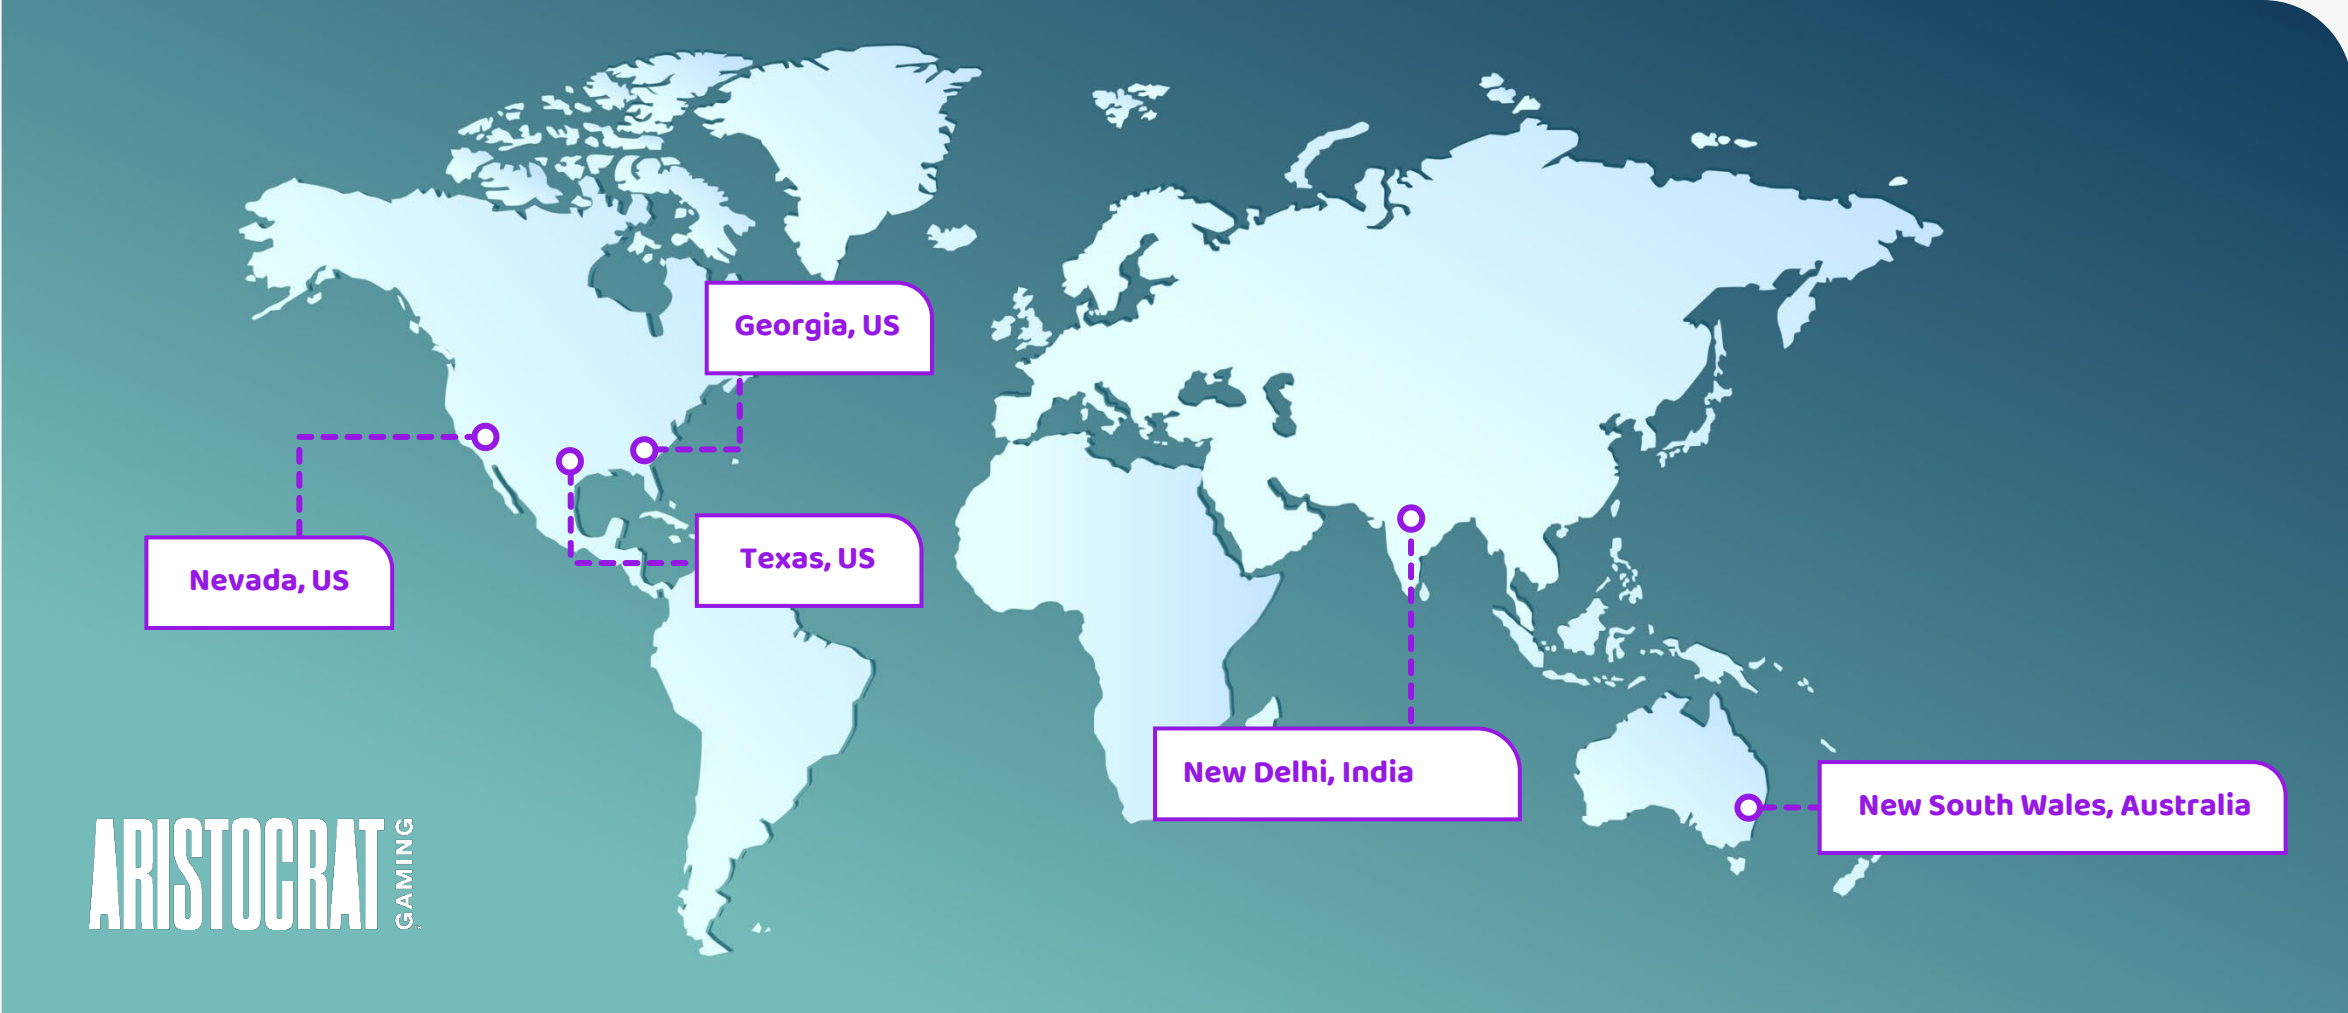 Georgia, US
Texas, US
Nevada, US
New Delhi, India
New South Wales, Australia
ARISTOCRAT
GAMING